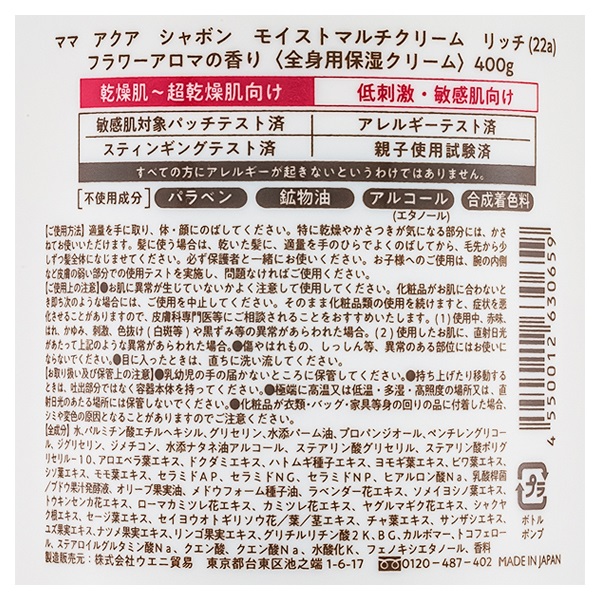 ママ アクア シャボン モイストマルチクリーム リッチ(22a)
フラワーアロマの香り〈全身用保湿クリーム〉400g
乾燥肌〜超乾燥肌向け 低刺激・敏感肌向け
敏感肌対象パッチテスト済 アレルギーテスト済
スティンギングテスト済 親子使用試験済
すべての方にアレルギーが起きないというわけではありません。
[不使用成分] パラベン 鉱物油 アルコール 合成着色料
(エタノール)
[ご使用方法]適量を手に取り、体・顔にのばしてください。特に乾燥やかさつきが気になる部分には、かさ
ねてお使いいただけます。髪に使う場合は、乾いた髪に、適量を手のひらでよくのばしてから、毛先から少
しずつ髪全体になじませてください。必ず保護者と一緒にお使いください。お子様へのご使用は、腕の内側
など皮膚の弱い部分での使用テストを実施し、問題なければご使用ください。
[ご使用上の注意]●お肌に異常が生じていないかよく注意して使用してください。化粧品がお肌に合わないと
き即ち次のような場合には、ご使用を中止してください。そのまま化粧品類の使用を続けますと、症状を悪
化させることがありますので、皮膚科専門医等にご相談されることをおすすめいたします。(1)使用中、赤味、
はれ、かゆみ、刺激、色抜け(白斑等)や黒ずみ等の異常があらわれた場合。(2)使用したお肌に、直射日光
があたって上記のような異常があらわれた場合。●傷やはれもの、しっしん等、異常のある部位にはお使いに
ならないでください。●目に入ったときは、直ちに洗い流してください。
[お取り扱い及び保管上の注意]●乳幼児の手の届かないところに保管してください。●持ち上げたり移動する
ときは、吐出部分ではなく容器本体を持ってください。●極端に高温又は低温・多湿・高照度の場所又は、直
射日光のあたる場所には保管しないでください。●化粧品が衣類・バッグ・家具等身の回りの品に付着した場合、
シミや変色の原因となることがありますのでご注意ください。
[全成分]水、パルミチン酸エチルヘキシル、グリセリン、水添パーム油、プロパンジオール、ペンチレングリコー
ル、ジグリセリン、ジメチコン、水添ナタネ油アルコール、ステアリン酸グリセリル、ステアリン酸ポリグ
リセリル-10、アロエベラ葉エキス、ドクダミエキス、ハトムギ種子エキス、ヨモギ葉エキス、ビワ葉エキス、
シソ葉エキス、モモ葉エキス、セラミドAP、セラミドNG、セラミドNP、ヒアルロン酸Na、乳酸桿菌
/ブドウ果汁発酵液、オリーブ果実油、メドウフォーム種子油、ラベンダー花エキス、ソメイヨシノ葉エキス、
トウキンセンカ花エキス、ローマカミツレ花エキス、カミツレ花エキス、ヤグルマギク花エキス、シャクヤ
ク根エキス、セージ葉エキス、セイヨウオトギリソウ花/葉/茎エキス、チャ葉エキス、サンザシエキス、
ユズ果実エキス、ナツメ果実エキス、リンゴ果実エキス、グリチルリチン酸2K、BG、カルボマー、トコフェロー
ル、ステアロイルグルタミン酸Na、クエン酸、クエン酸Na、水酸化K、フェノキシエタノール、香料
製造販売元:株式会社ウエニ貿易 東京都台東区池之端1-6-17 0120-487-402 MADE IN JAPAN
4 550012 630659
プラ
ボトル
ポンプ